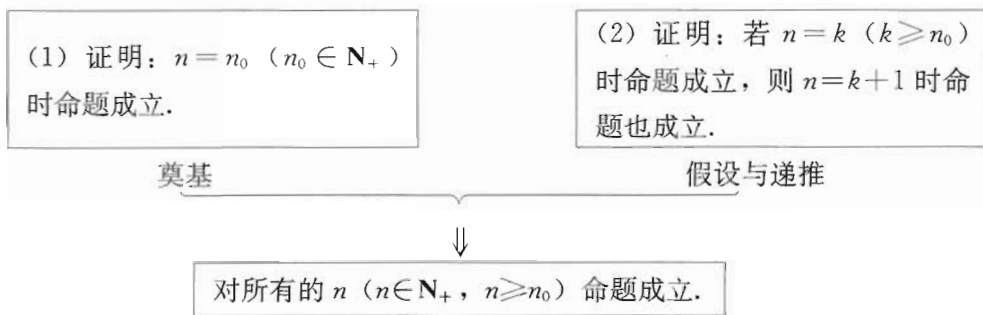 (1) 证明：n＝n₀（n₀∈N₊）
时命题成立.
(2) 证明：若 n＝k（k≥n₀）
时命题成立，则 n＝k＋1 时命
题也成立.
奠基
假设与递推
⇓
对所有的 n（n∈N₊，n≥n₀）命题成立.